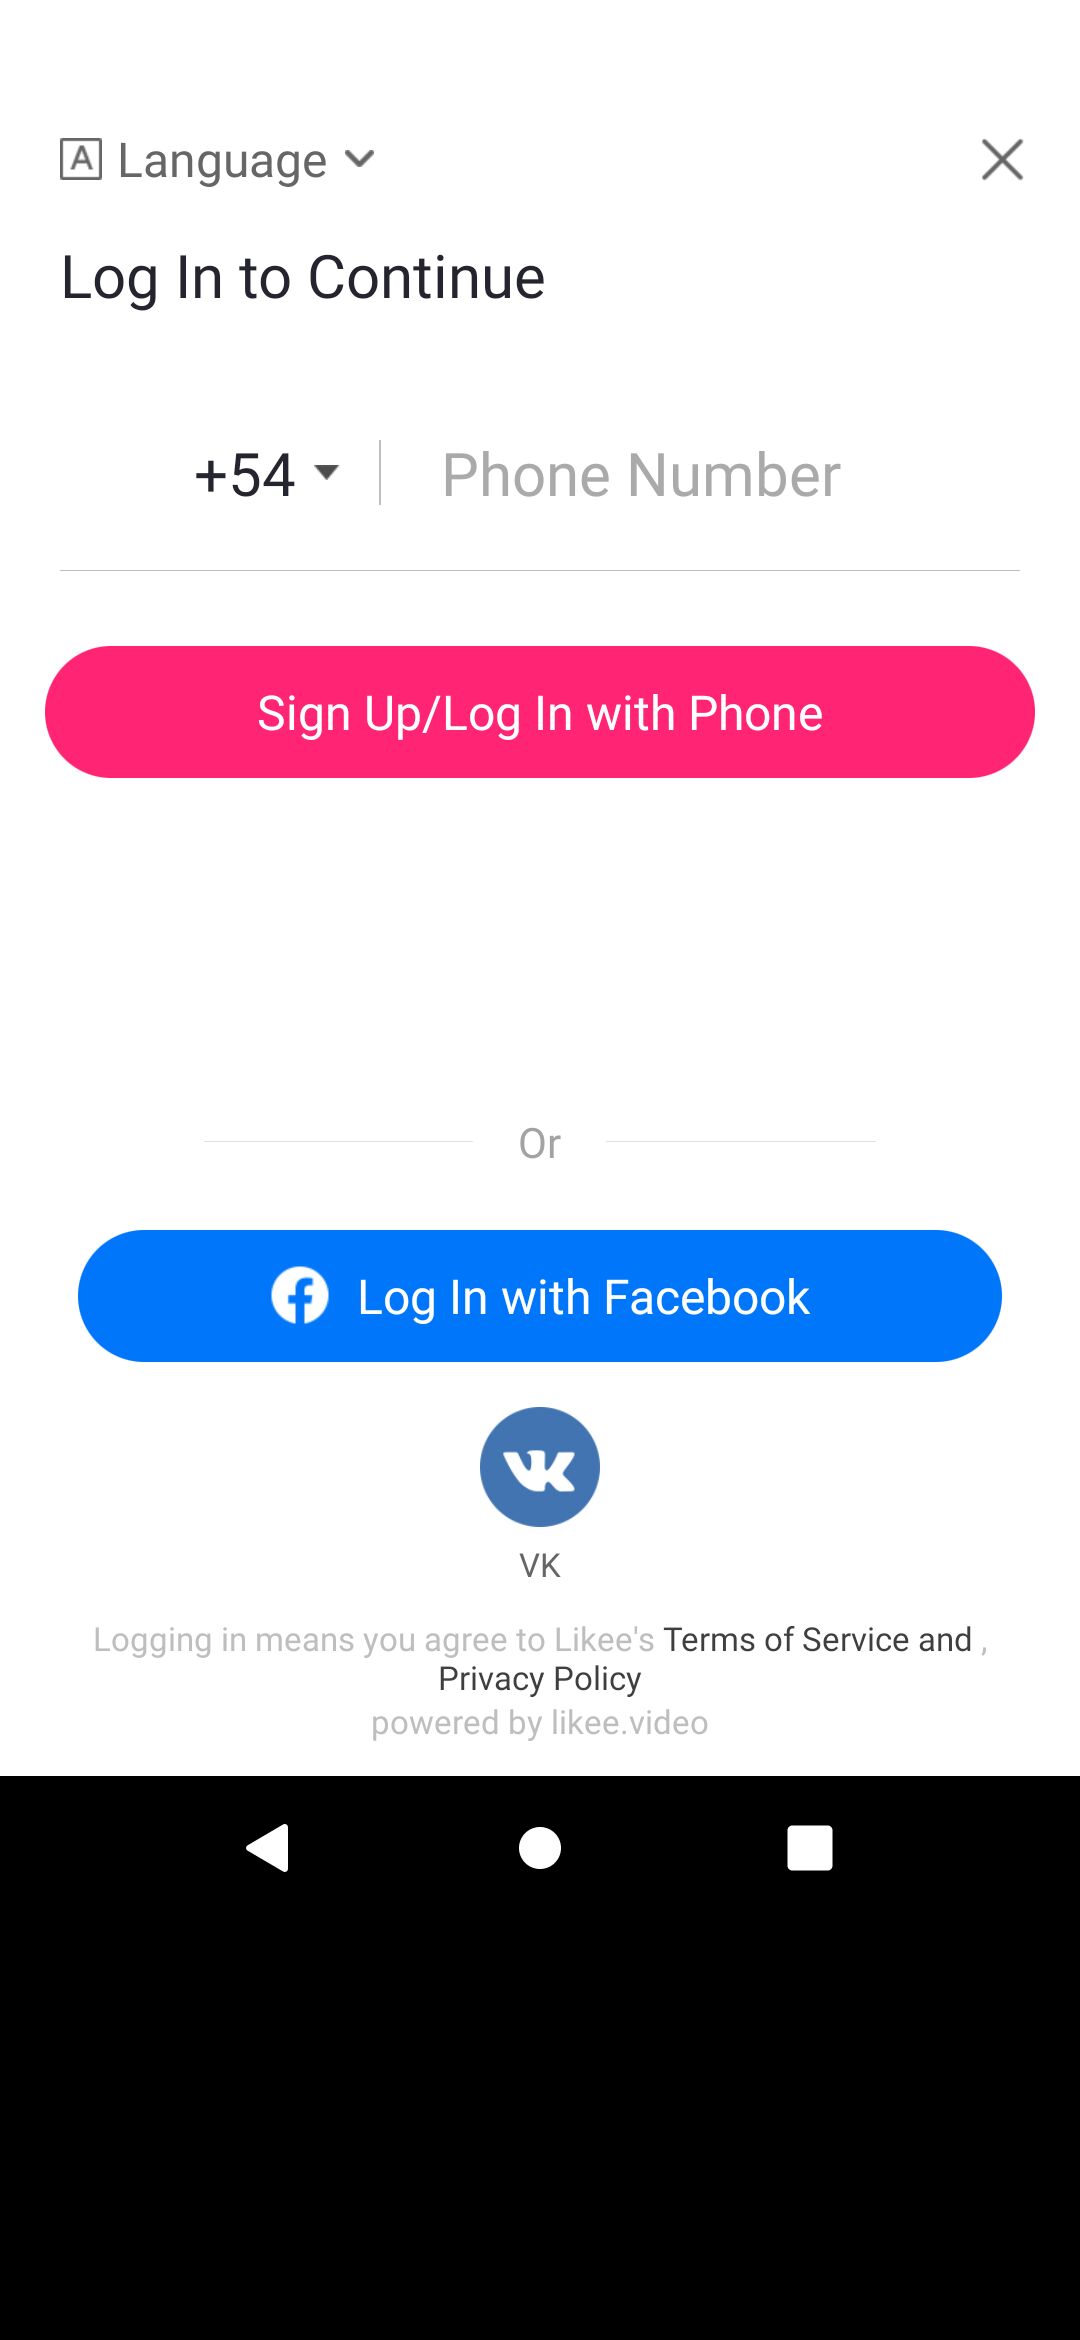 A Language
Log In to Continue
+54 Phone Number
Sign Up/Log In with Phone
Or
Log In with Facebook
VK
Logging in means you agree to Likee's Terms of Service and ,
Privacy Policy
powered by likee.video